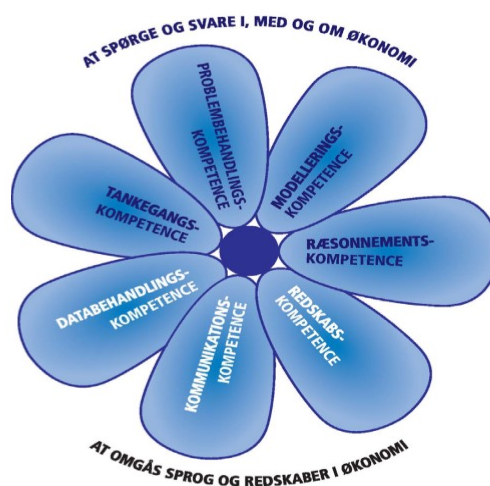 AT SPØRGE OG SVARE I, MED OG OM ØKONOMI
PROBLEMBEHANDLINGS-
KOMPETENCE
MODELLERINGS-
KOMPETENCE
TANKEGANGS-
KOMPETENCE
RÆSONNEMENTS-
KOMPETENCE
DATABEHANDLINGS-
KOMPETENCE
KOMMUNIKATIONS-
KOMPETENCE
REDSKABS-
KOMPETENCE
AT OMGÅS SPROG OG REDSKABER I ØKONOMI